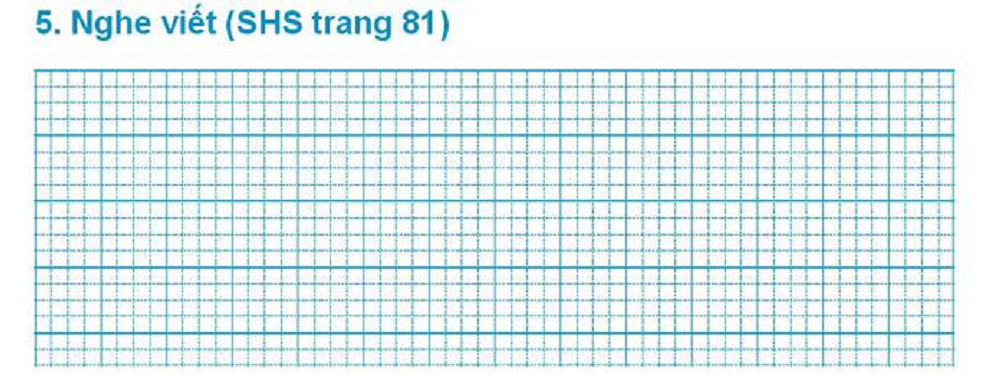 5. Nghe viết (SHS trang 81)